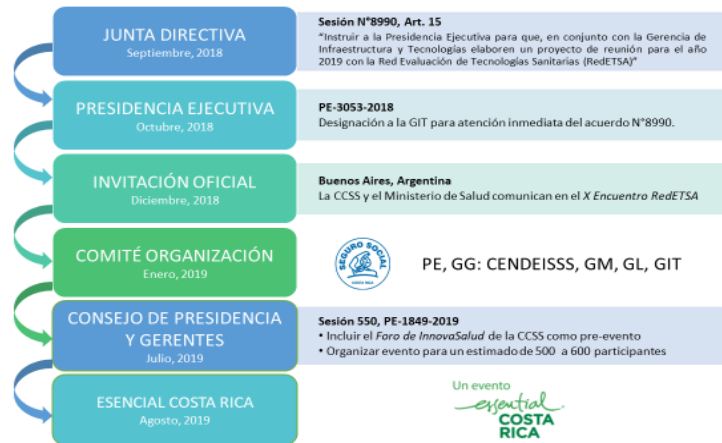 JUNTA DIRECTIVA
Septiembre, 2018
Sesión N°8990, Art. 15
“Instruir a la Presidencia Ejecutiva para que, en conjunto con la Gerencia de
Infraestructura y Tecnologías elaboren un proyecto de reunión para el año
2019 con la Red Evaluación de Tecnologías Sanitarias (RedETSA)”
PRESIDENCIA EJECUTIVA
Octubre, 2018
PE-3053-2018
Designación a la GIT para atención inmediata del acuerdo N°8990.
INVITACIÓN OFICIAL
Diciembre, 2018
Buenos Aires, Argentina
La CCSS y el Ministerio de Salud comunican en el X Encuentro RedETSA
COMITÉ ORGANIZACIÓN
Enero, 2019
SEGURO SOCIAL
COSTA RICA
PE, GG: CENDEISSS, GM, GL, GIT
CONSEJO DE PRESIDENCIA
Y GERENTES
Julio, 2019
Sesión 550, PE-1849-2019
• Incluir el Foro de InnovaSalud de la CCSS como pre-evento
• Organizar evento para un estimado de 500 a 600 participantes
ESENCIAL COSTA RICA
Agosto, 2019
Un evento
essential
COSTA
RICA